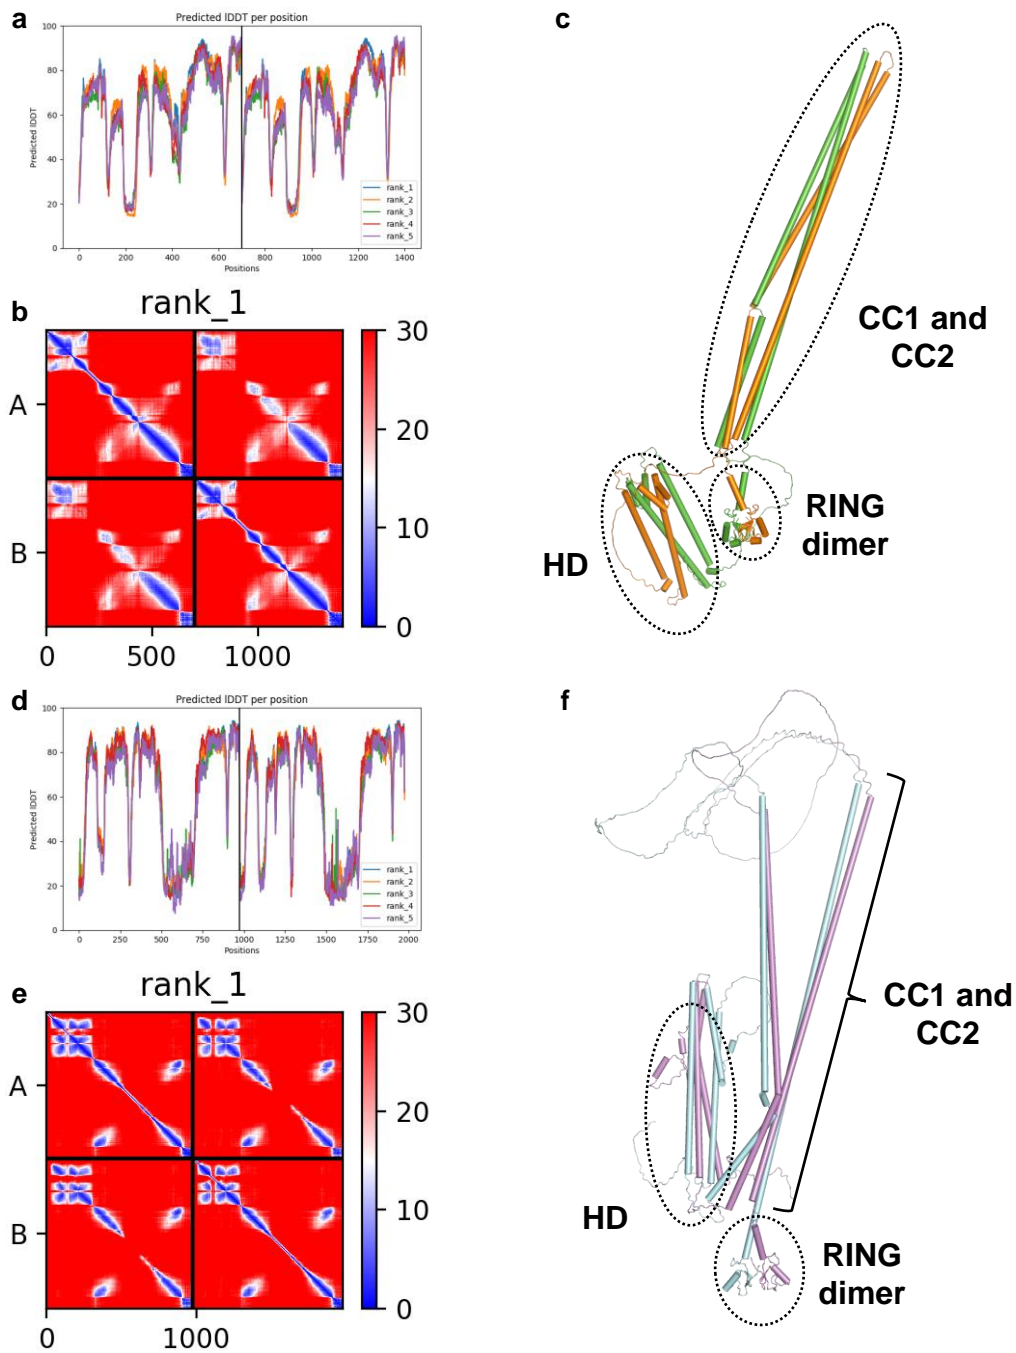 a
Predicted lDDT per position
100
80
60
40
20
0
Predicted lDDT
0 200 400 600 800 1000 1200 1400
Positions
rank_1
rank_2
rank_3
rank_4
rank_5
b
rank_1
A
B
0 500 1000
30
20
10
0
c
CC1 and
CC2
RING
dimer
HD
d
Predicted lDDT per position
100
80
60
40
20
0
Predicted lDDT
0 250 500 750 1000 1250 1500 1750 2000
Positions
rank_1
rank_2
rank_3
rank_4
rank_5
e
rank_1
A
B
0 1000
30
20
10
0
f
CC1 and
CC2
HD
RING
dimer